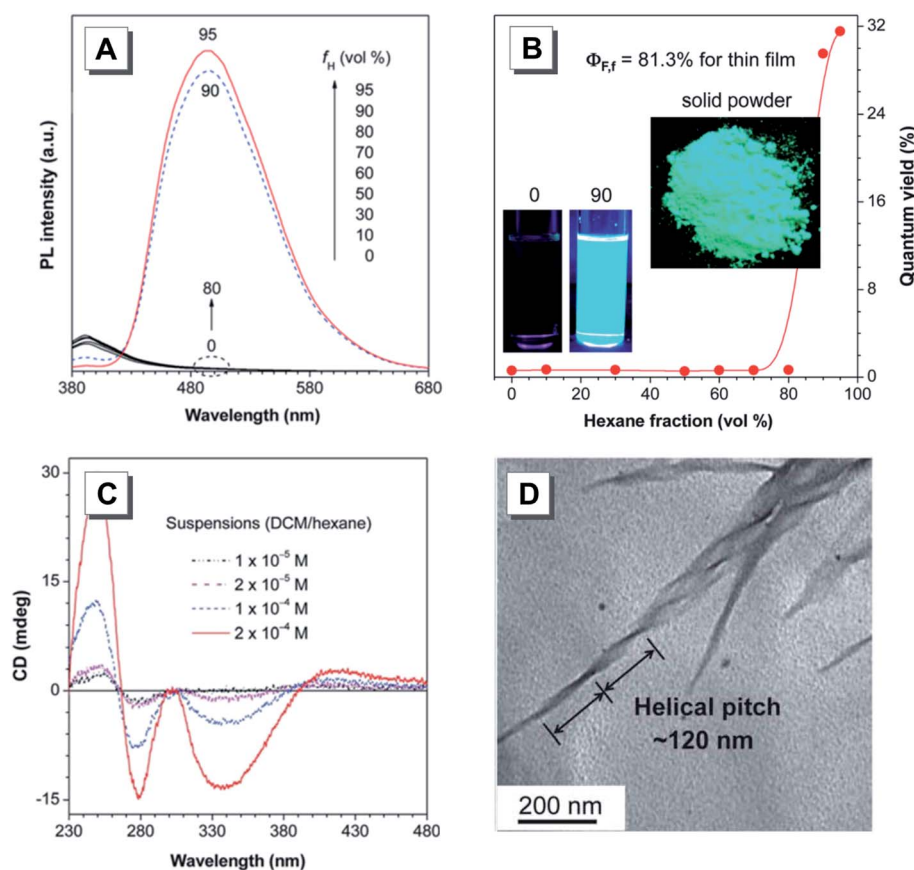 A
95
90
f_H (vol %)
95
90
80
70
60
50
30
10
0
80
0
PL intensity (a.u.)
380 480 580 680
Wavelength (nm)
B
Φ_F,f = 81.3% for thin film
solid powder
0 90
32
24
16
8
0
Quantum yield (%)
0 20 40 60 80 100
Hexane fraction (vol %)
C
30
15
0
-15
CD (mdeg)
Suspensions (DCM/hexane)
1 x 10⁻⁵ M
2 x 10⁻⁵ M
1 x 10⁻⁴ M
2 x 10⁻⁴ M
230 280 330 380 430 480
Wavelength (nm)
D
Helical pitch
~120 nm
200 nm